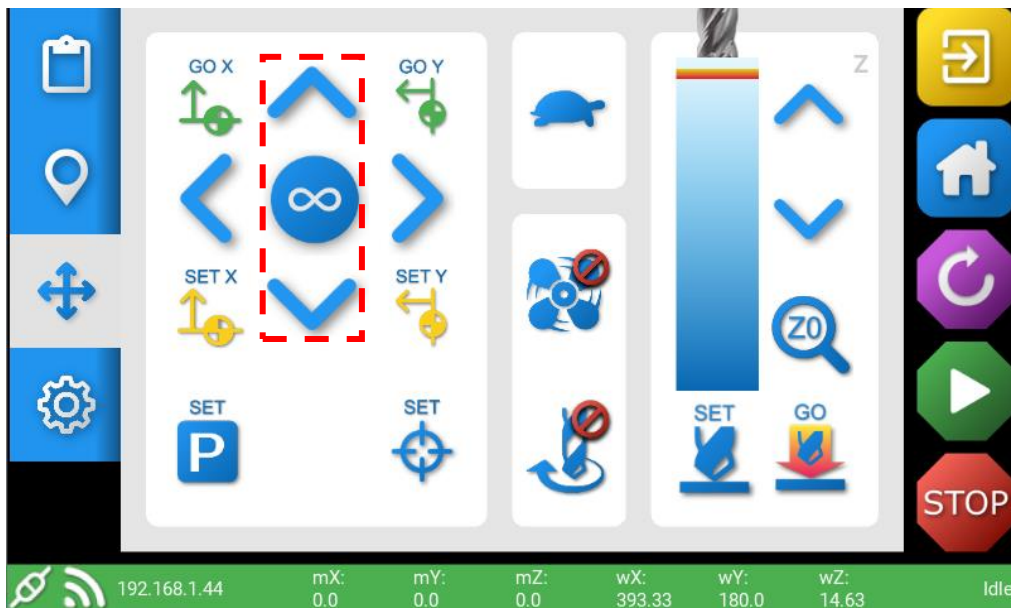 GO X
GO Y
Z
∞
SET X
SET Y
Z0
SET
SET
SET
GO
P
STOP
192.168.1.44
mX: mY: mZ: wX: wY: wZ:
0.0 0.0 0.0 393.33 180.0 14.63
Idle